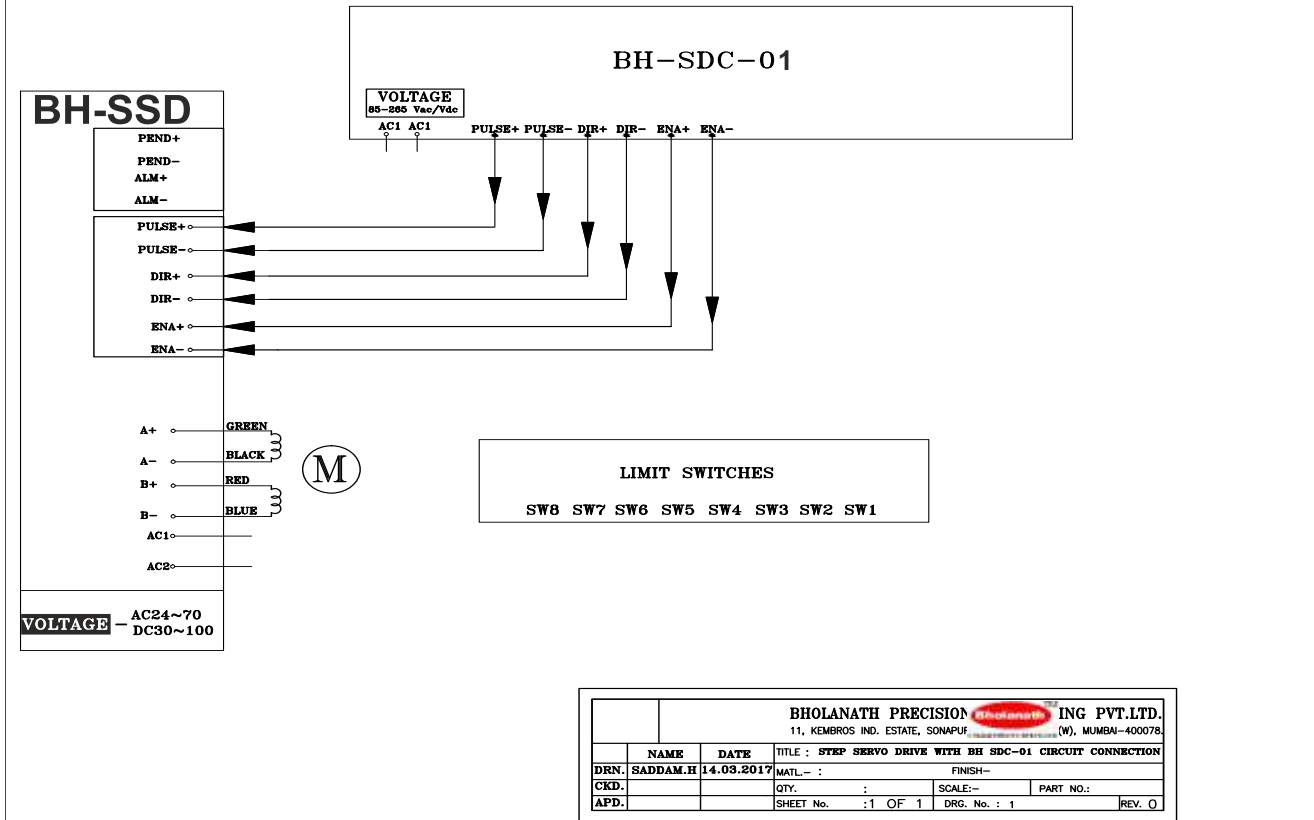 BH-SDC-01
VOLTAGE
85-265 Vac/Vdc
AC1 AC1 PULSE+ PULSE- DIR+ DIR- ENA+ ENA-
BH-SSD
PEND+
PEND-
ALM+
ALM-
PULSE+
PULSE-
DIR+
DIR-
ENA+
ENA-
A+ GREEN
A- BLACK
B+ RED
B- BLUE
AC1
AC2
M
VOLTAGE - AC24~70
DC30~100
LIMIT SWITCHES
SW8 SW7 SW6 SW5 SW4 SW3 SW2 SW1
BHOLANATH PRECISION Bholanath ING PVT.LTD.
11, KEMBROS IND. ESTATE, (W), MUMBAI-400078.
NAME DATE TITLE : STEP SERVO DRIVE WITH BH SDC-01 CIRCUIT CONNECTION
DRN. SADDAM.H 14.03.2017 MATL.- : FINISH-
CKD. QTY. : SCALE:- PART NO.:
APD. SHEET No. :1 OF 1 DRG. No. : 1 REV. O